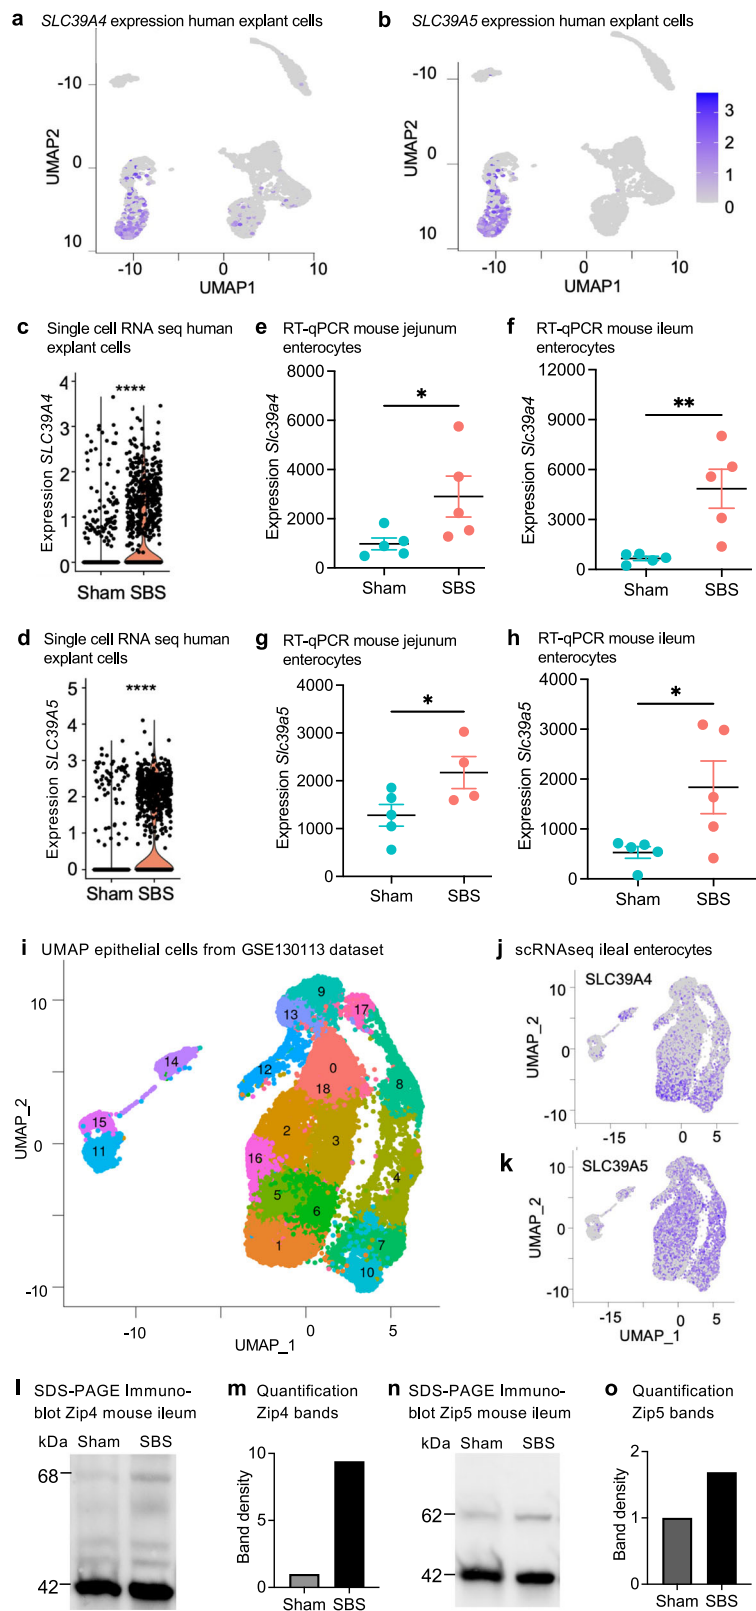 a SLC39A4 expression human explant cells
b SLC39A5 expression human explant cells
-10
0
10
UMAP2
-10
0
10
UMAP1
-10
0
10
UMAP2
-10
0
10
UMAP1
3
2
1
0
c Single cell RNA seq human
explant cells
4
3
2
1
0
Expression SLC39A4
****
Sham SBS
e RT-qPCR mouse jejunum
enterocytes
8000
6000
4000
2000
0
Expression Slc39a4
*
Sham
SBS
f RT-qPCR mouse ileum
enterocytes
12000
9000
6000
3000
0
Expression Slc39a4
**
Sham
SBS
d Single cell RNA seq human
explant cells
5
4
3
2
1
0
Expression SLC39A5
****
Sham SBS
g RT-qPCR mouse jejunum
enterocytes
4000
3000
2000
1000
0
Expression Slc39a5
*
Sham
SBS
h RT-qPCR mouse ileum
enterocytes
4000
3000
2000
1000
0
Expression Slc39a5
*
Sham
SBS
i UMAP epithelial cells from GSE130113 dataset
10
0
-10
UMAP_2
9
13
17
14
12
0
18
8
15
11
2
3
16
4
5
6
1
7
10
-10
0
5
UMAP_1
j scRNAseq ileal enterocytes
SLC39A4
10
0
-10
UMAP_2
-15
0
5
k
SLC39A5
10
0
-10
UMAP_2
-15
0
5
UMAP_1
l SDS-PAGE Immuno-
blot Zip4 mouse ileum
kDa Sham SBS
68
42
m Quantification
Zip4 bands
10
5
0
Band density
Sham
SBS
n SDS-PAGE Immuno-
blot Zip5 mouse ileum
kDa Sham SBS
62
42
o Quantification
Zip5 bands
2
1
0
Band density
Sham
SBS